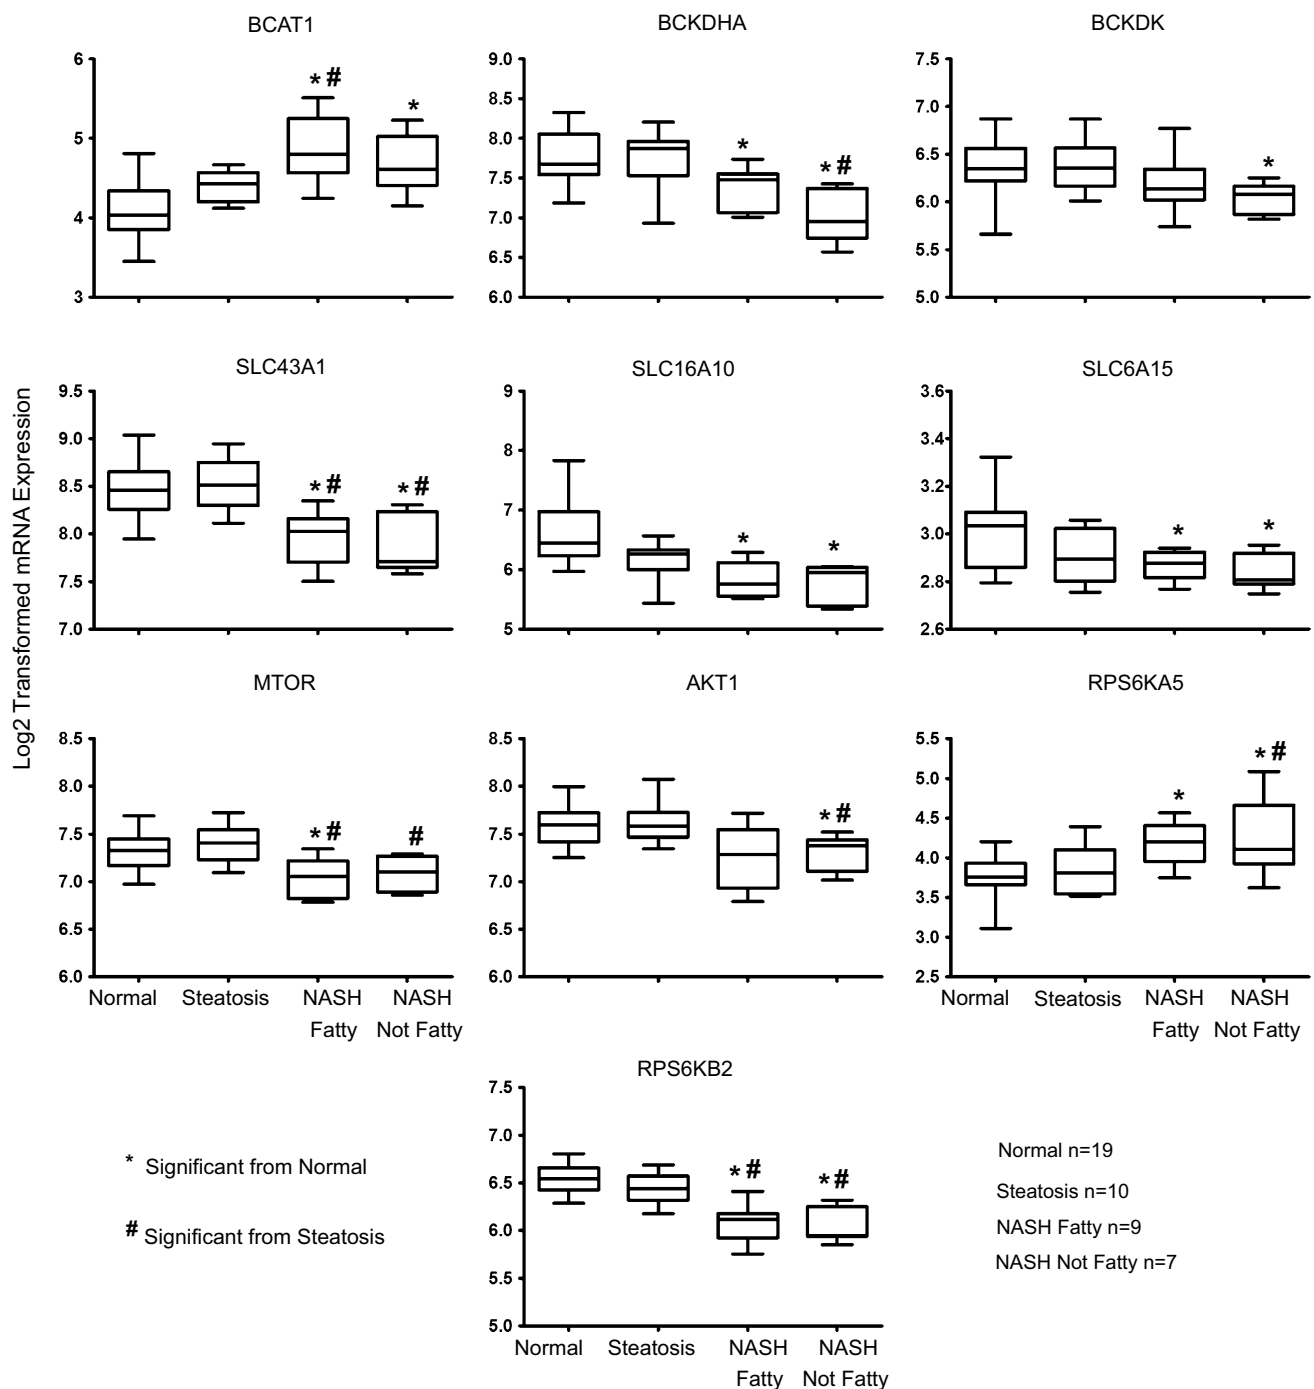 BCAT1
BCKDHA
BCKDK
6
5
4
3
* #
*
9.0
8.5
8.0
7.5
7.0
6.5
6.0
*
* #
7.5
7.0
6.5
6.0
5.5
5.0
*
Log2 Transformed mRNA Expression
SLC43A1
SLC16A10
SLC6A15
9.5
9.0
8.5
8.0
7.5
7.0
* #
* #
9
8
7
6
5
*
*
3.6
3.4
3.2
3.0
2.8
2.6
*
*
MTOR
AKT1
RPS6KA5
8.5
8.0
7.5
7.0
6.5
6.0
* #
#
Normal
Steatosis
NASH
Fatty
NASH
Not Fatty
8.5
8.0
7.5
7.0
6.5
6.0
* #
5.5
5.0
4.5
4.0
3.5
3.0
2.5
*
* #
Normal
Steatosis
NASH
Fatty
NASH
Not Fatty
RPS6KB2
7.5
7.0
6.5
6.0
5.5
5.0
* #
* #
Normal
Steatosis
NASH
Fatty
NASH
Not Fatty
* Significant from Normal
# Significant from Steatosis
Normal n=19
Steatosis n=10
NASH Fatty n=9
NASH Not Fatty n=7